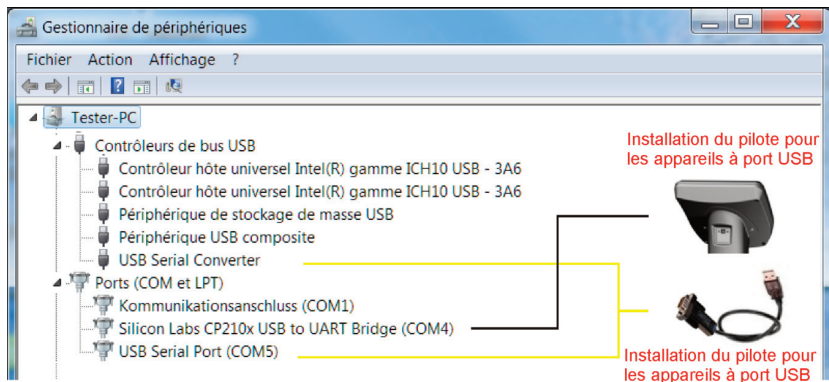 Gestionnaire de périphériques
Fichier Action Affichage ?
Tester-PC
Contrôleurs de bus USB
Contrôleur hôte universel Intel(R) gamme ICH10 USB - 3A6
Contrôleur hôte universel Intel(R) gamme ICH10 USB - 3A6
Périphérique de stockage de masse USB
Périphérique USB composite
USB Serial Converter
Ports (COM et LPT)
Kommunikationsanschluss (COM1)
Silicon Labs CP210x USB to UART Bridge (COM4)
USB Serial Port (COM5)
Installation du pilote pour
les appareils à port USB
Installation du pilote pour
les appareils à port USB